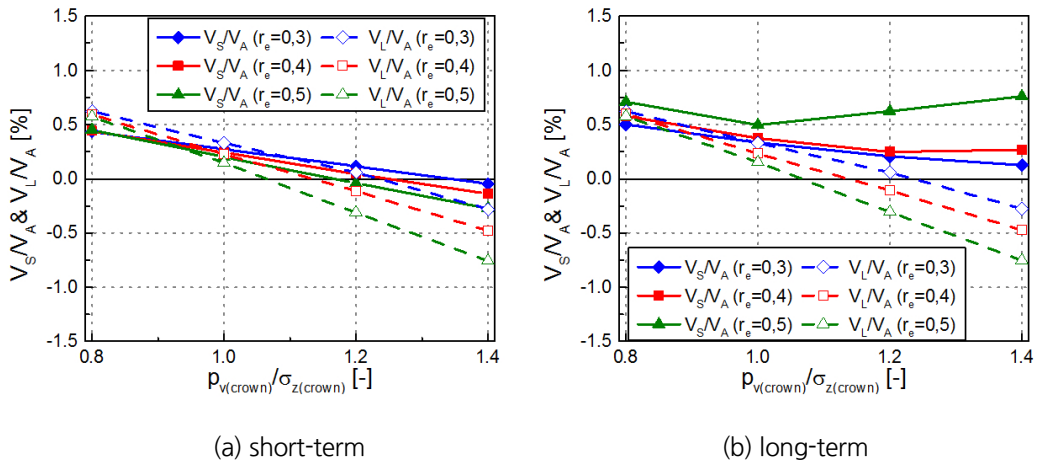 V_S/V_A & V_L/V_A [%]
1.5
1.0
0.5
0.0
-0.5
-1.0
-1.5
V_S/V_A (r_e=0,3) V_L/V_A (r_e=0,3)
V_S/V_A (r_e=0,4) V_L/V_A (r_e=0,4)
V_S/V_A (r_e=0,5) V_L/V_A (r_e=0,5)
0.8 1.0 1.2 1.4
p_v(crown)/σ_z(crown) [-]
(a) short-term
V_S/V_A & V_L/V_A [%]
1.5
1.0
0.5
0.0
-0.5
-1.0
-1.5
V_S/V_A (r_e=0,3) V_L/V_A (r_e=0,3)
V_S/V_A (r_e=0,4) V_L/V_A (r_e=0,4)
V_S/V_A (r_e=0,5) V_L/V_A (r_e=0,5)
0.8 1.0 1.2 1.4
p_v(crown)/σ_z(crown) [-]
(b) long-term